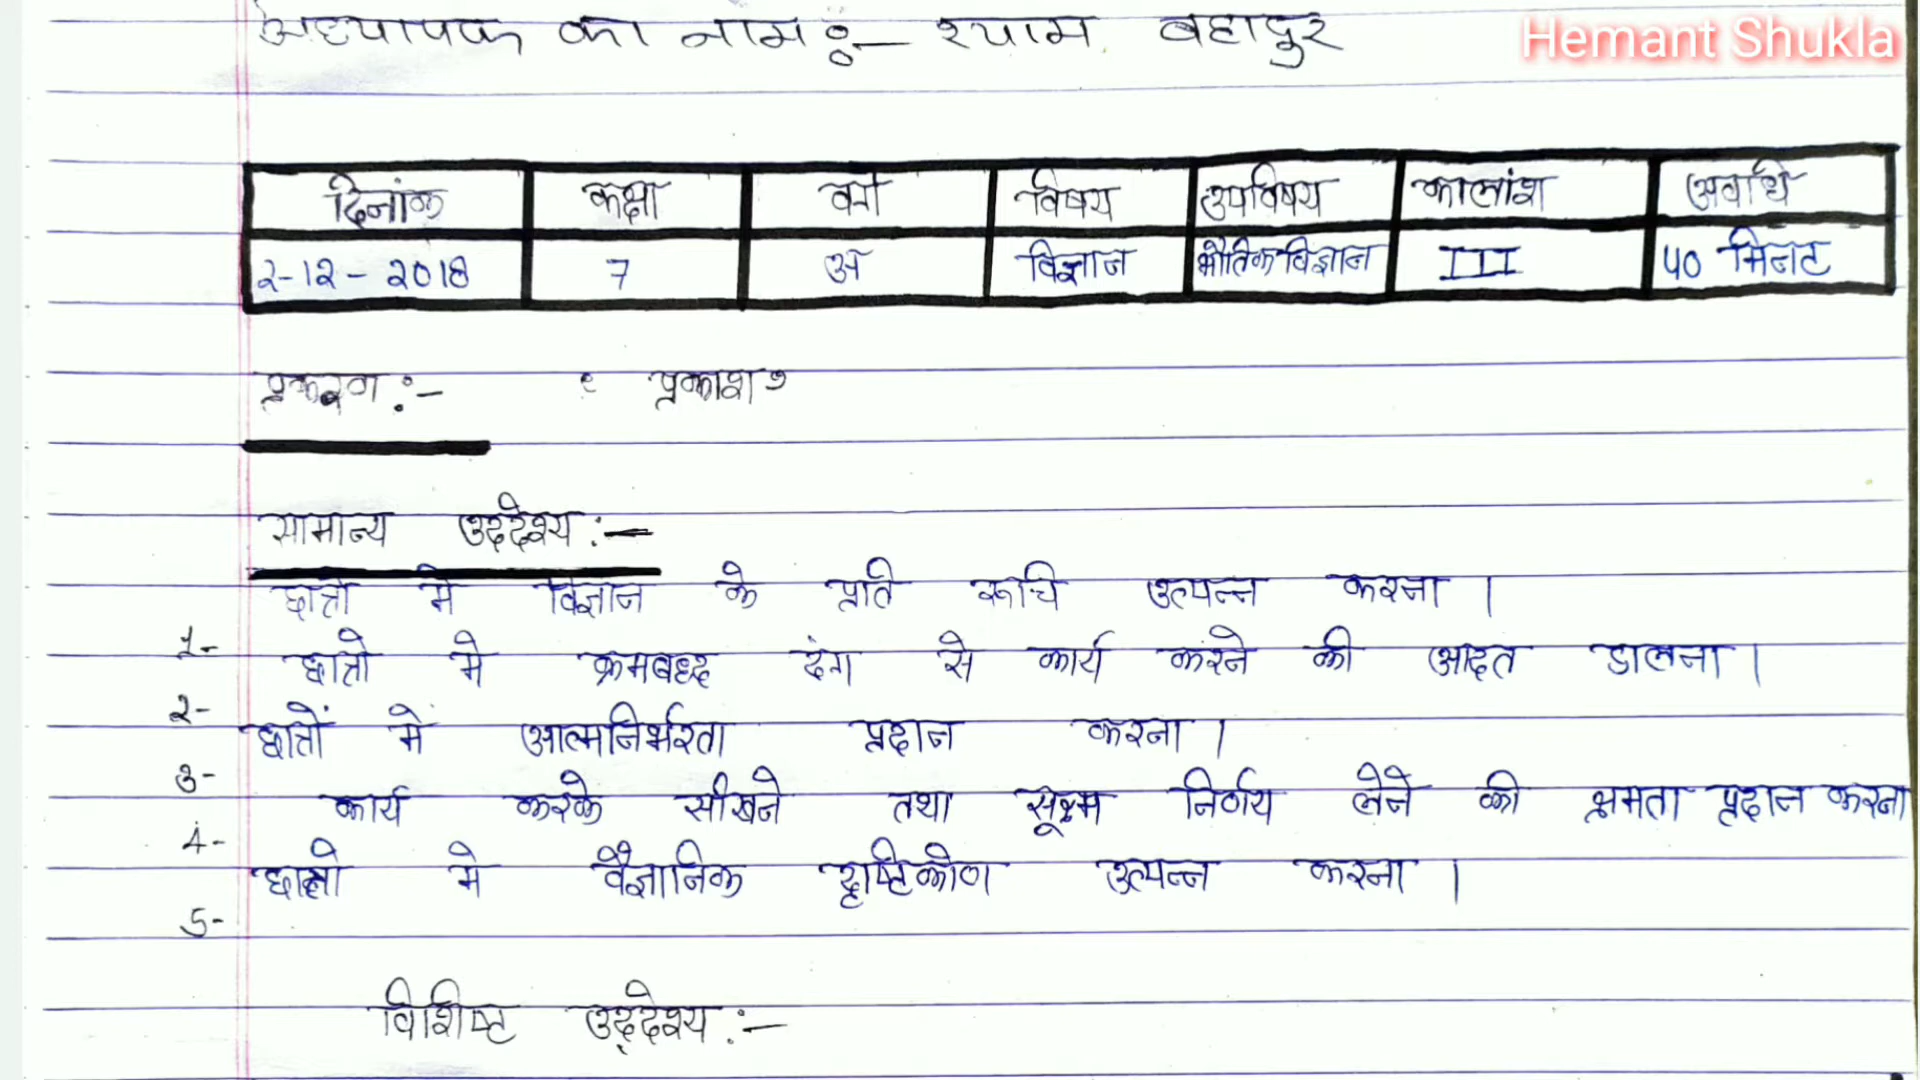 अध्यापक का नाम :- श्याम बहादुर
Hemant Shukla
दिनांक कक्षा वर्ग विषय उपविषय कालांश अवधि
2-12-2018 7 अ विज्ञान भौतिक विज्ञान III 40 मिनट
प्रकरण :- ‘ प्रकाश ’
सामान्य उद्देश्य :-
छात्रो मे विज्ञान के प्रति रूचि उत्पन्न करना ।
1- छात्रो मे क्रमबध्द ढंग से कार्य करने की आदत डालना ।
2- छात्रों में आत्मनिर्भरता प्रदान करना ।
3- कार्य करके सीखने तथा सूक्ष्म निर्णय लेने की क्षमता प्रदान करना
4- छात्रो मे वैज्ञानिक दृष्टिकोण उत्पन्न करना ।
5-
विशिष्ट उद्देश्य :-